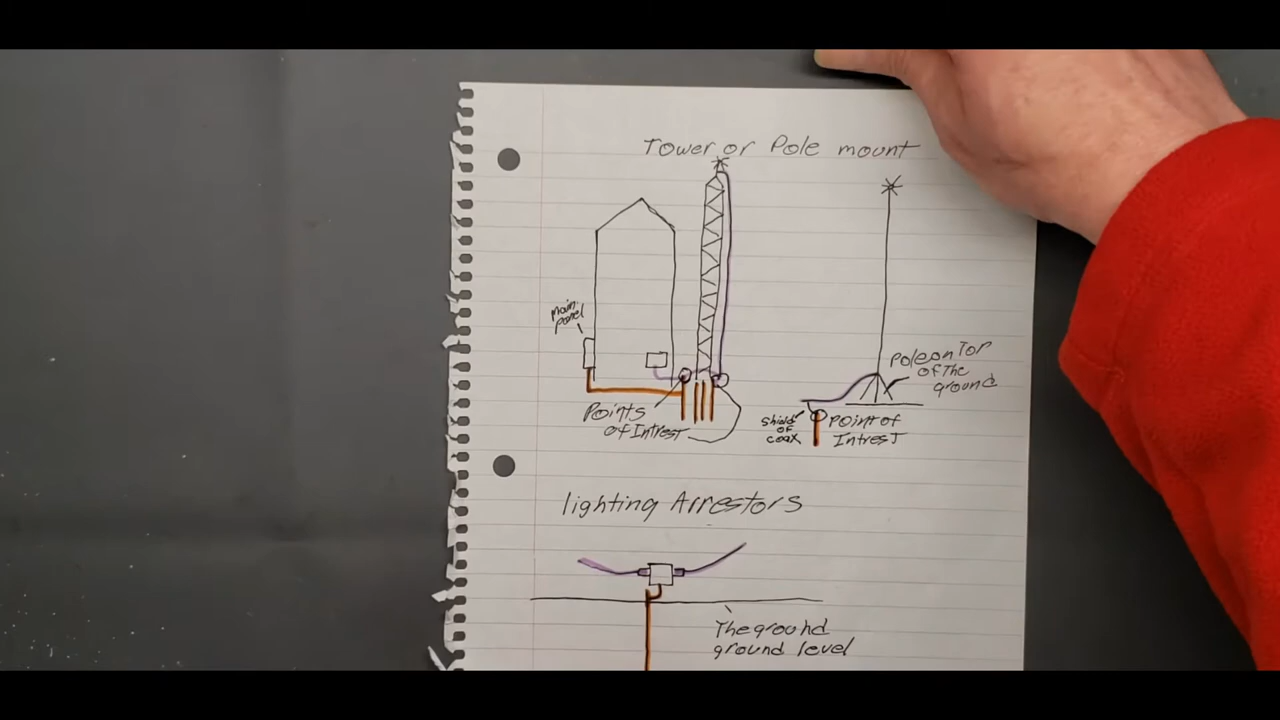 Tower or Pole mount
main
panel
Pole on Top
of The
ground
Points
of Intrest
shield
of
coax
Point of
Intrest
lighting Arrestors
The ground
ground level